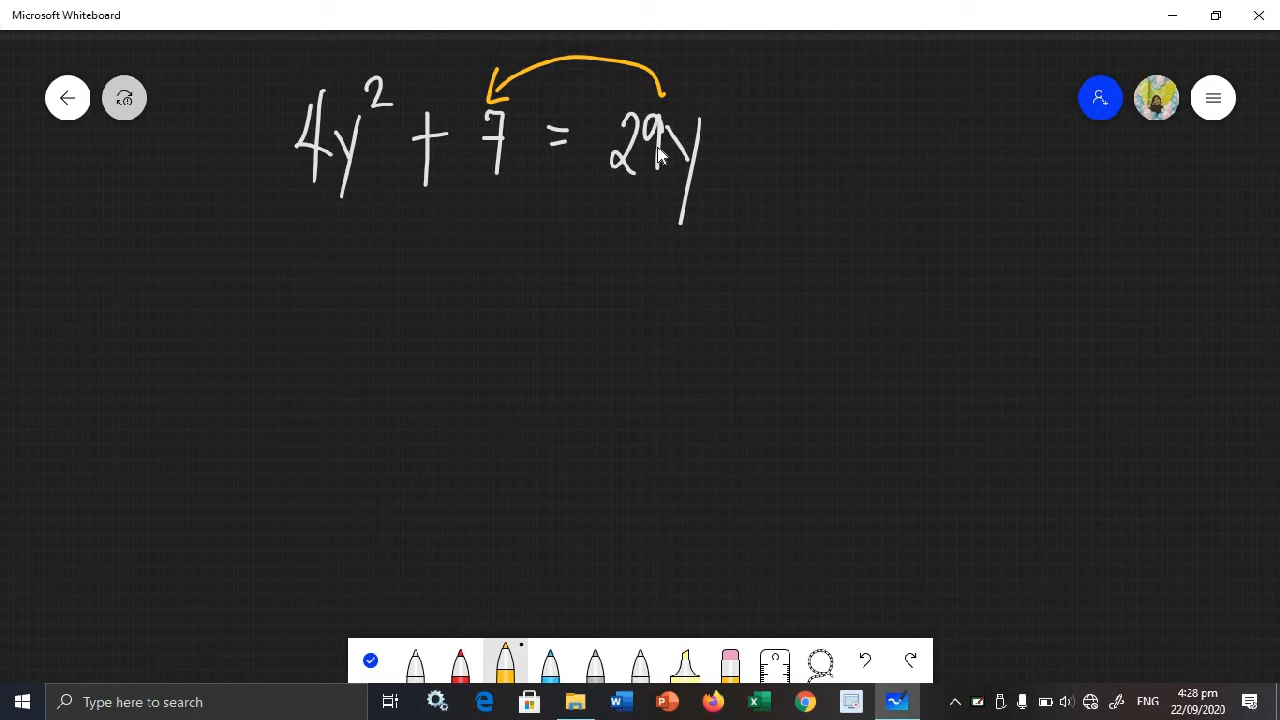 Microsoft Whiteboard
4y² + 7 = 29y
Type here to search
ENG
4:28 pm
22/09/2020